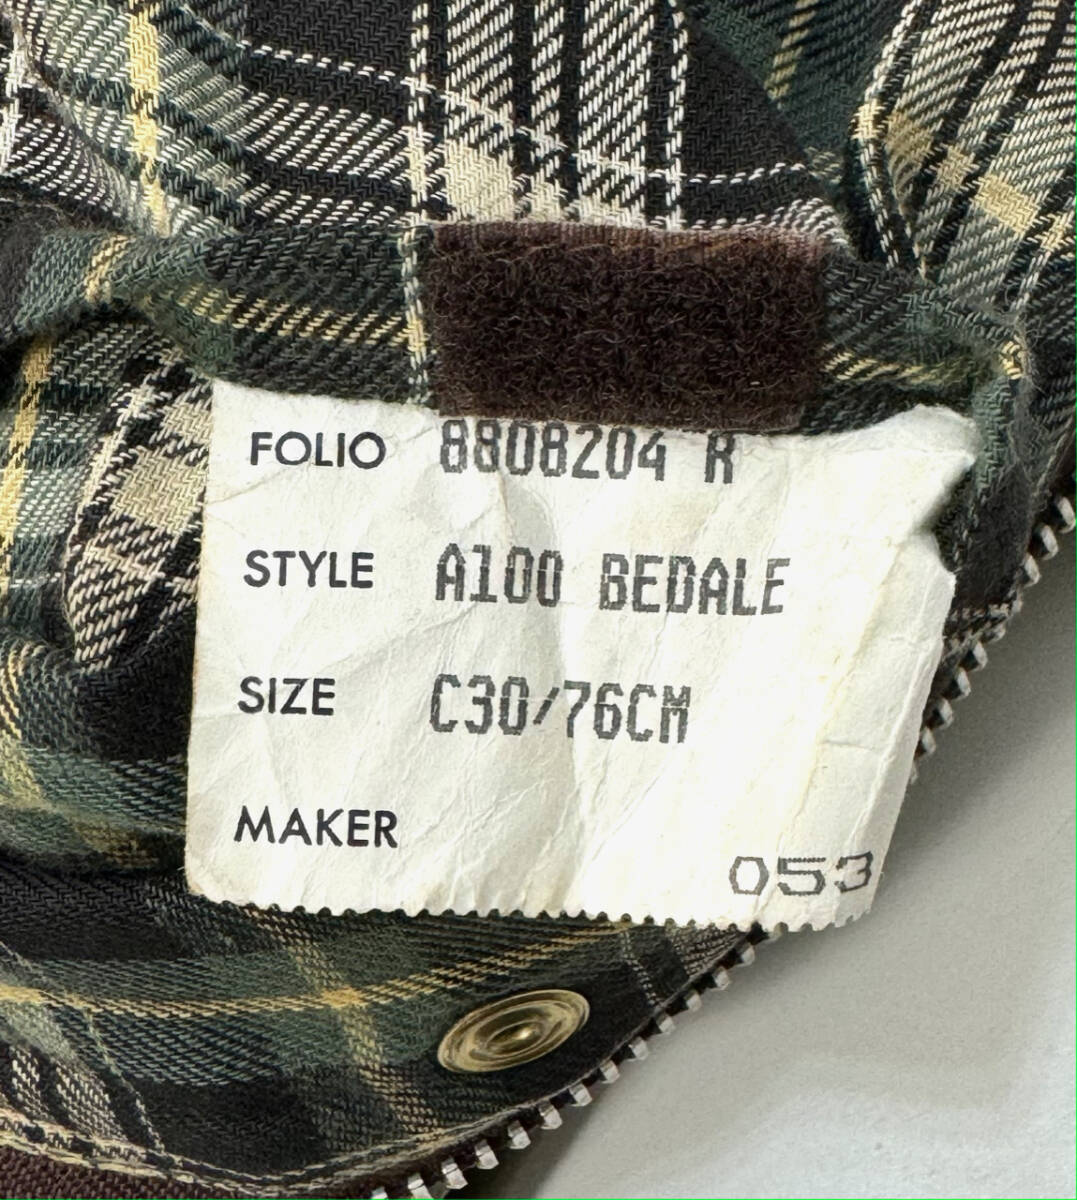 FOLIO 8808204 R
STYLE A100 BEDALE
SIZE C30/76CM
MAKER
053